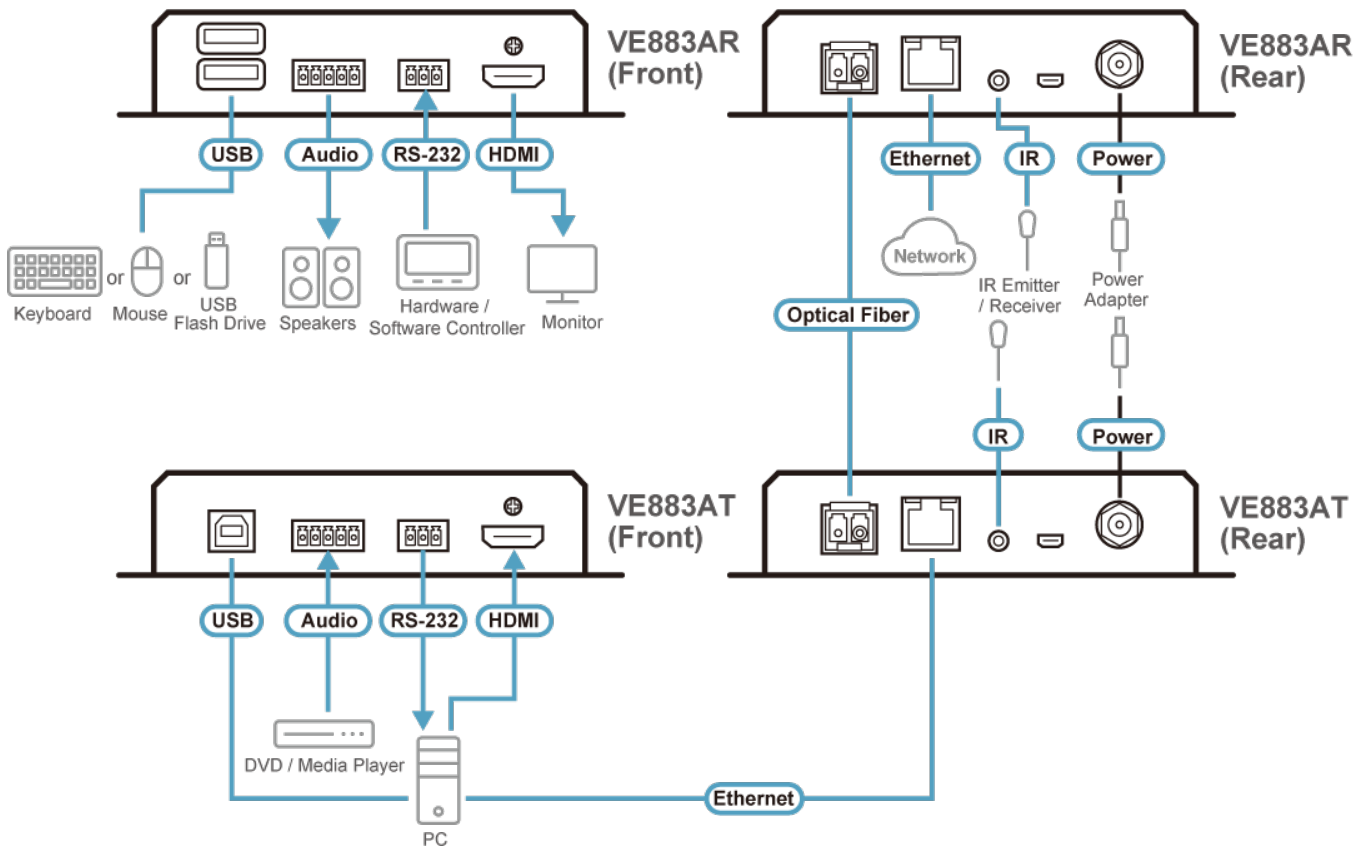 VE883AR
(Front)
USB
Audio
RS-232
HDMI
Keyboard
or
Mouse
or
USB
Flash Drive
Speakers
Hardware /
Software Controller
Monitor
VE883AR
(Rear)
Ethernet
IR
Power
Network
IR Emitter
/ Receiver
Power
Adapter
Optical Fiber
IR
Power
VE883AT
(Front)
USB
Audio
RS-232
HDMI
DVD / Media Player
PC
VE883AT
(Rear)
Ethernet